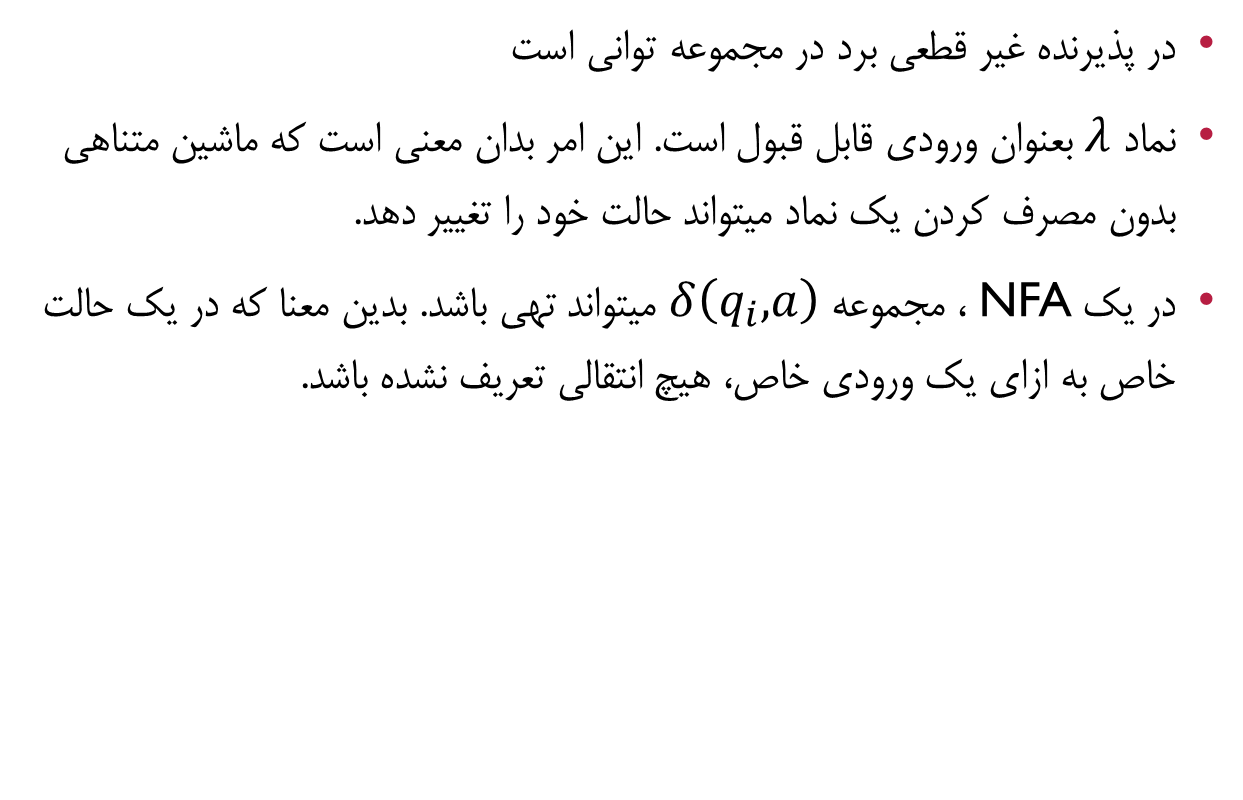 • در پذیرنده غیر قطعی برد در مجموعه توانی است
• نماد λ بعنوان ورودی قابل قبول است. این امر بدان معنی است که ماشین متناهی
بدون مصرف کردن یک نماد میتواند حالت خود را تغییر دهد.
• در یک NFA ، مجموعه δ(qᵢ,a) میتواند تهی باشد. بدین معنا که در یک حالت
خاص به ازای یک ورودی خاص، هیچ انتقالی تعریف نشده باشد.